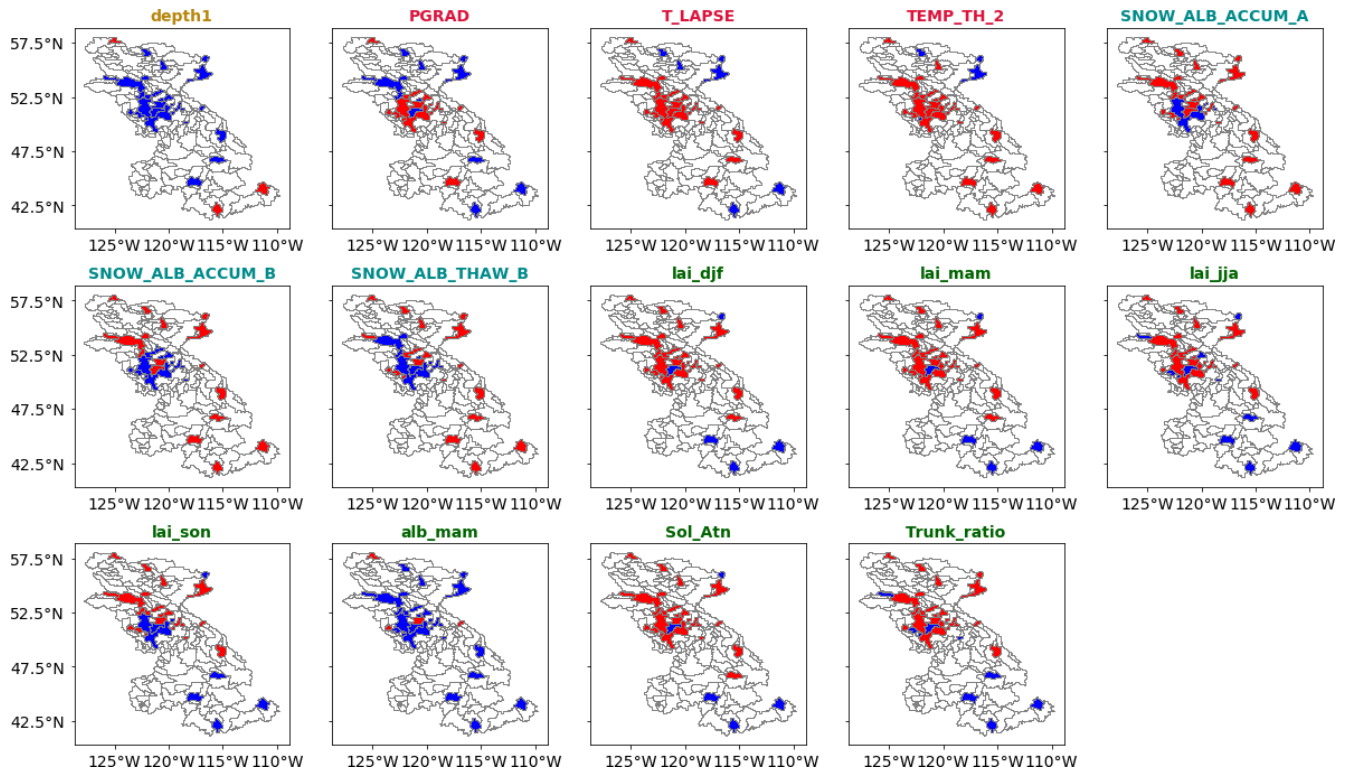 depth1 PGRAD T_LAPSE TEMP_TH_2 SNOW_ALB_ACCUM_A
57.5°N
52.5°N
47.5°N
42.5°N
125°W 120°W 115°W 110°W 125°W 120°W 115°W 110°W 125°W 120°W 115°W 110°W 125°W 120°W 115°W 110°W 125°W 120°W 115°W 110°W
SNOW_ALB_ACCUM_B SNOW_ALB_THAW_B lai_djf lai_mam lai_jja
57.5°N
52.5°N
47.5°N
42.5°N
125°W 120°W 115°W 110°W 125°W 120°W 115°W 110°W 125°W 120°W 115°W 110°W 125°W 120°W 115°W 110°W 125°W 120°W 115°W 110°W
lai_son alb_mam Sol_Atn Trunk_ratio
57.5°N
52.5°N
47.5°N
42.5°N
125°W 120°W 115°W 110°W 125°W 120°W 115°W 110°W 125°W 120°W 115°W 110°W 125°W 120°W 115°W 110°W